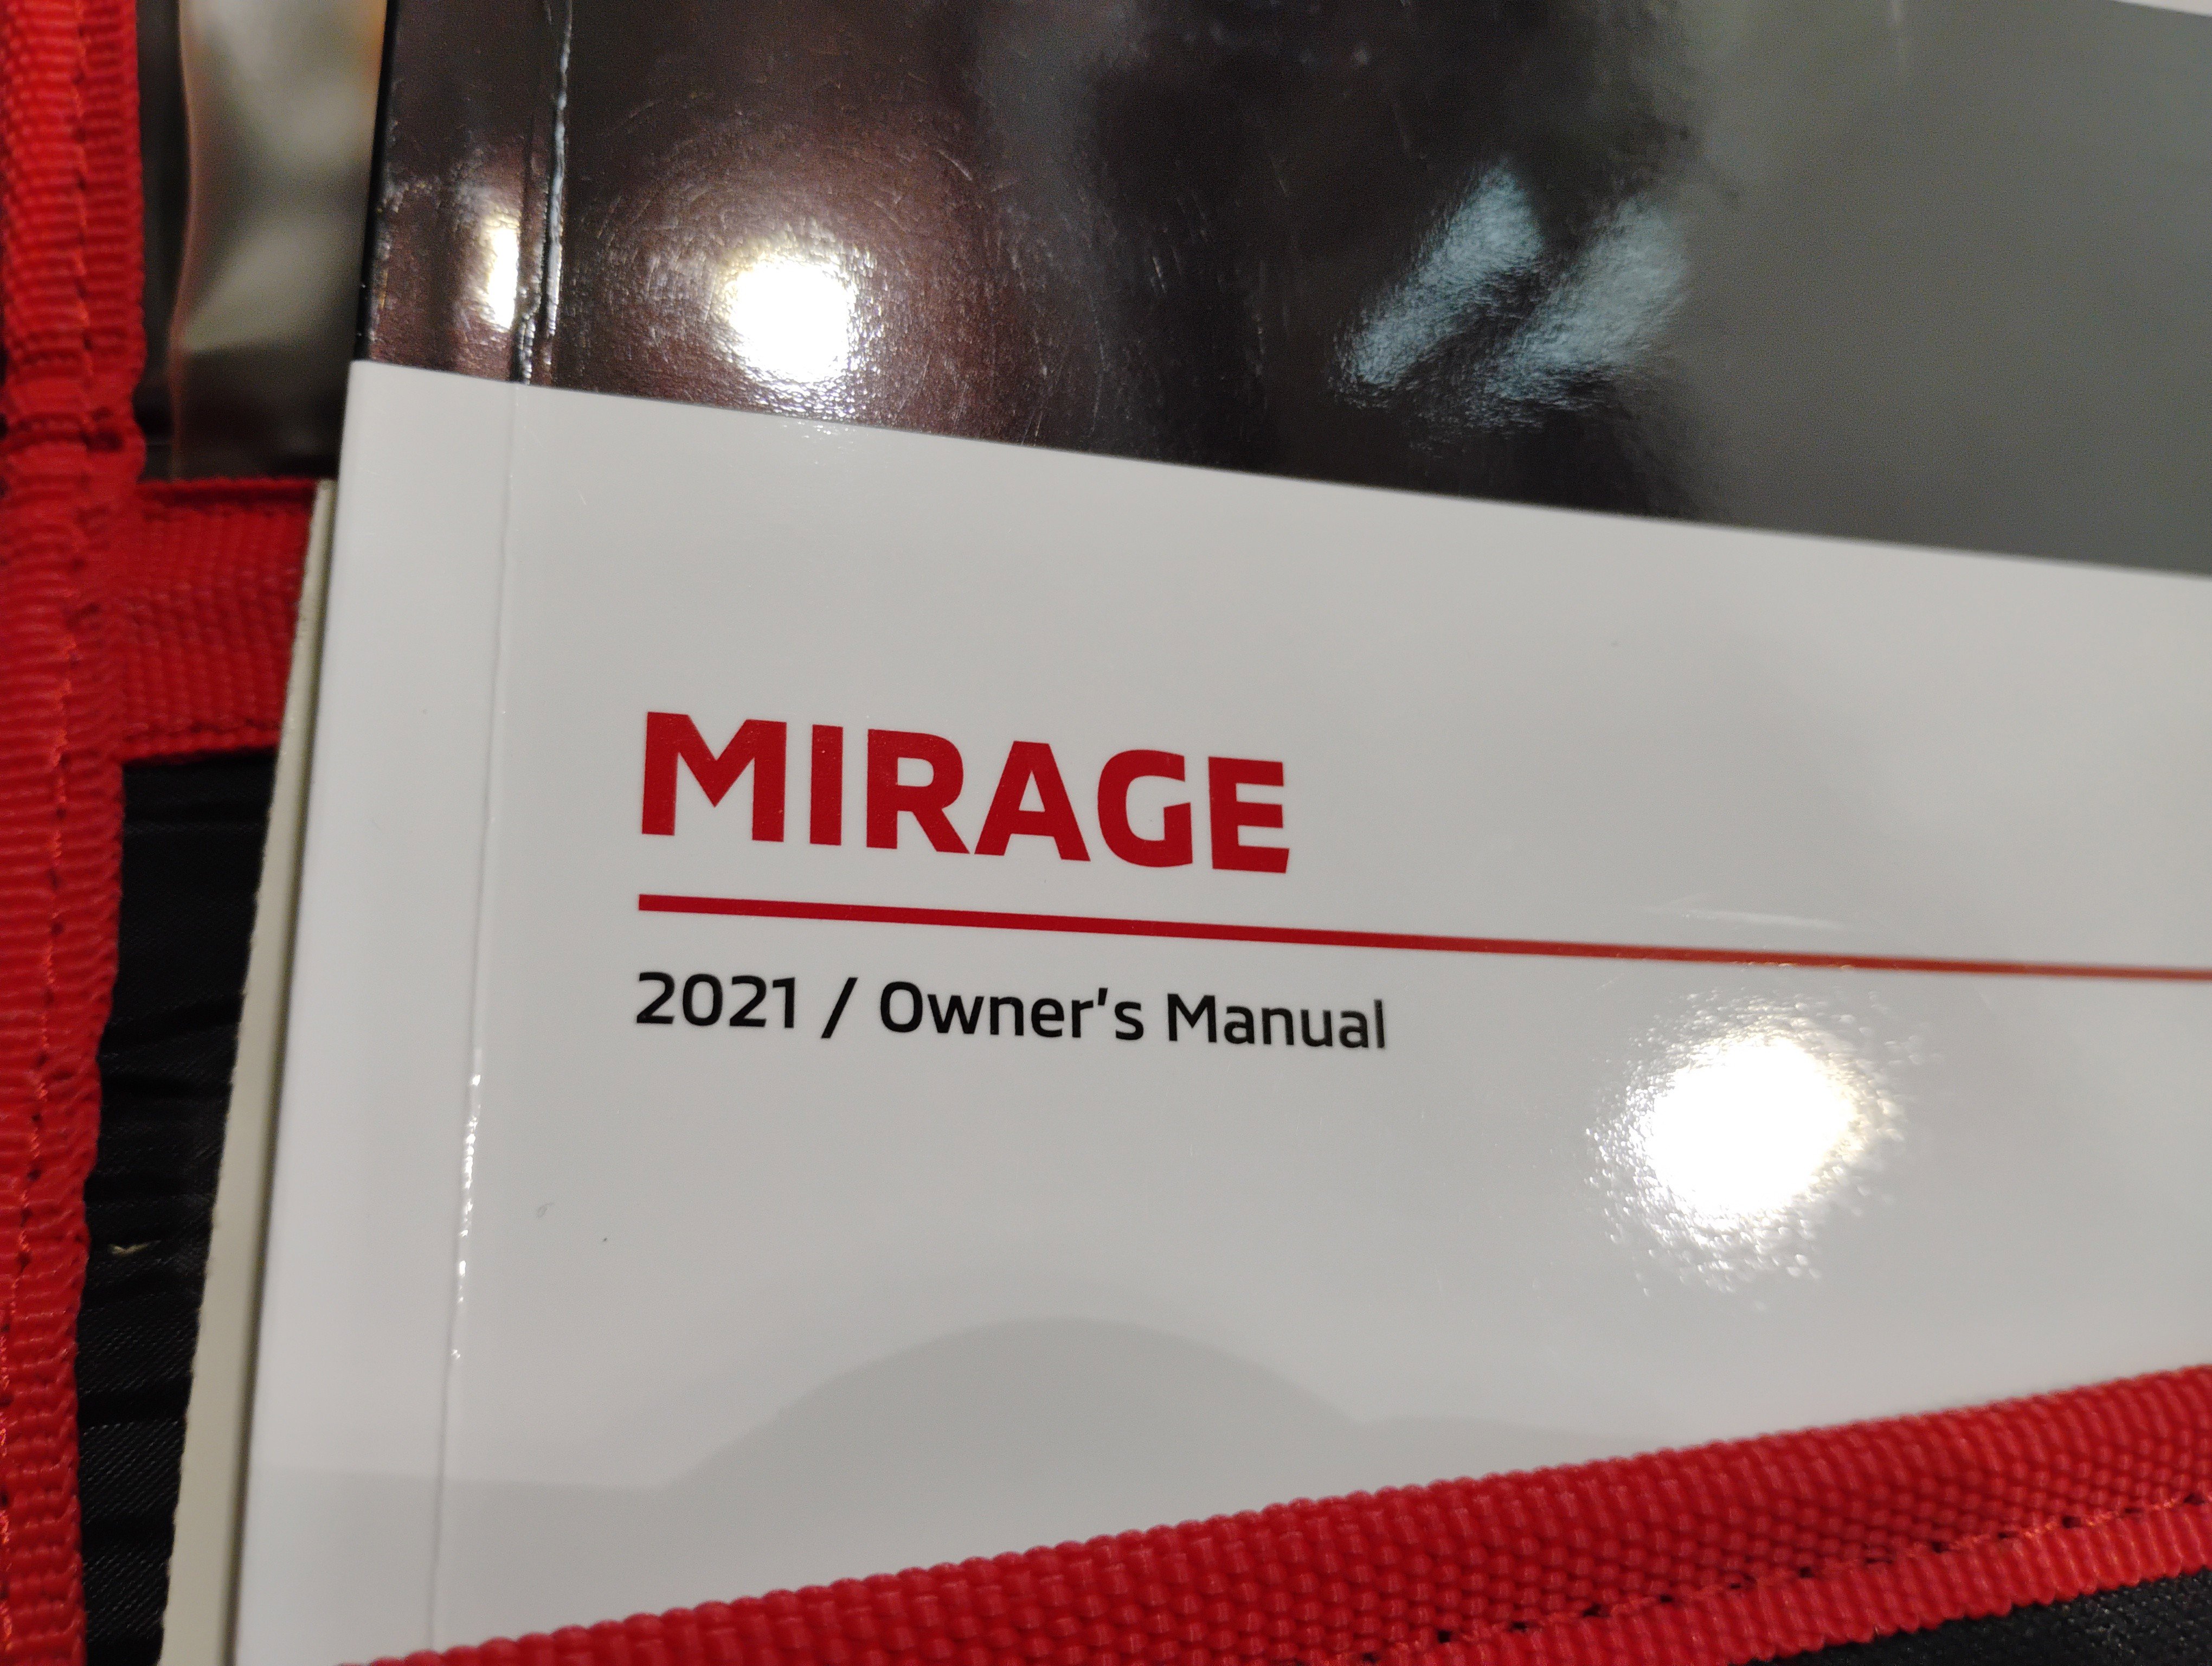 MIRAGE
2021 / Owner's Manual